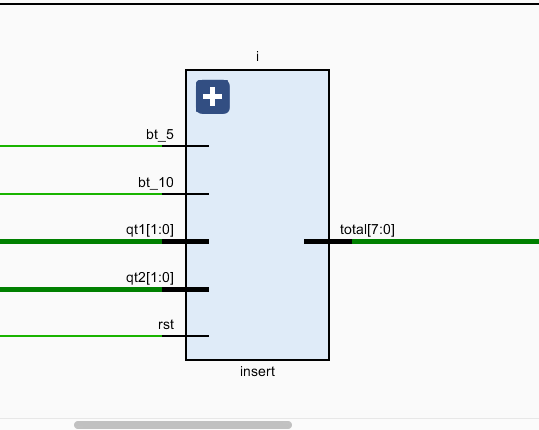 i
bt_5
bt_10
qt1[1:0]
total[7:0]
qt2[1:0]
rst
insert